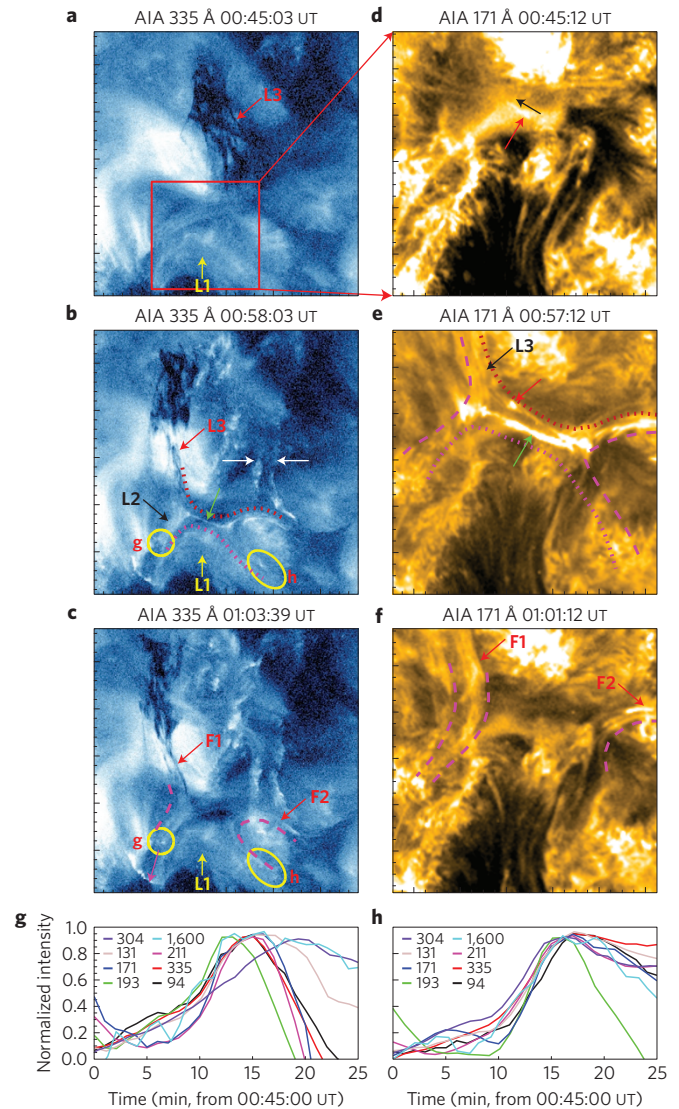 a AIA 335 Å 00:45:03 UT
L3
L1
d AIA 171 Å 00:45:12 UT
b AIA 335 Å 00:58:03 UT
L3
L2
g
L1
h
e AIA 171 Å 00:57:12 UT
L3
c AIA 335 Å 01:03:39 UT
F1
F2
g
L1
h
f AIA 171 Å 01:01:12 UT
F1
F2
g
Normalized intensity
1.0
0.8
0.6
0.4
0.2
0.0
304 1,600
131 211
171 335
193 94
0 5 10 15 20 25
Time (min, from 00:45:00 UT)
h
304 1,600
131 211
171 335
193 94
0 5 10 15 20 25
Time (min, from 00:45:00 UT)